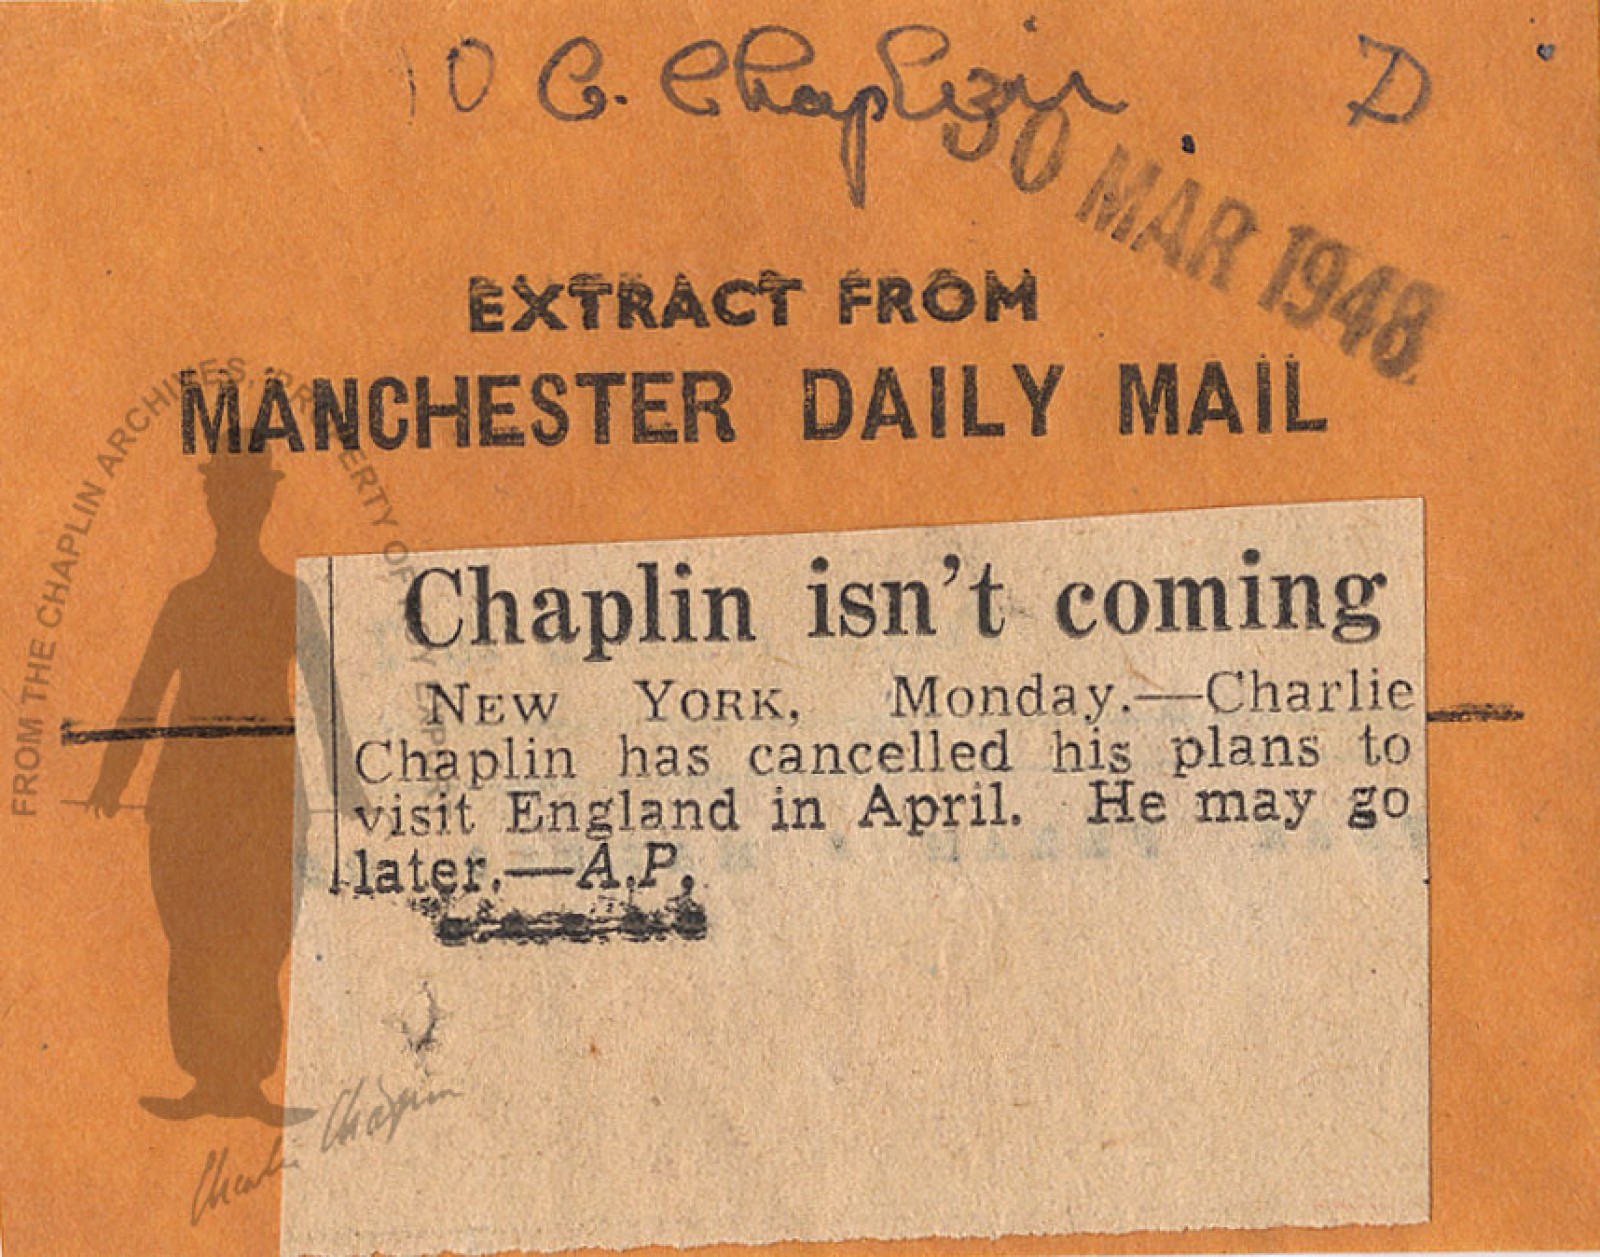 10 C. Chaplin D
30 MAR 1948
EXTRACT FROM
MANCHESTER DAILY MAIL
FROM THE CHAPLIN ARCHIVES, PROPERTY OF ROY EXPORT
Chaplin isn't coming
NEW YORK, Monday.—Charlie
Chaplin has cancelled his plans to
visit England in April. He may go
later.—A.P.
Charlie Chaplin